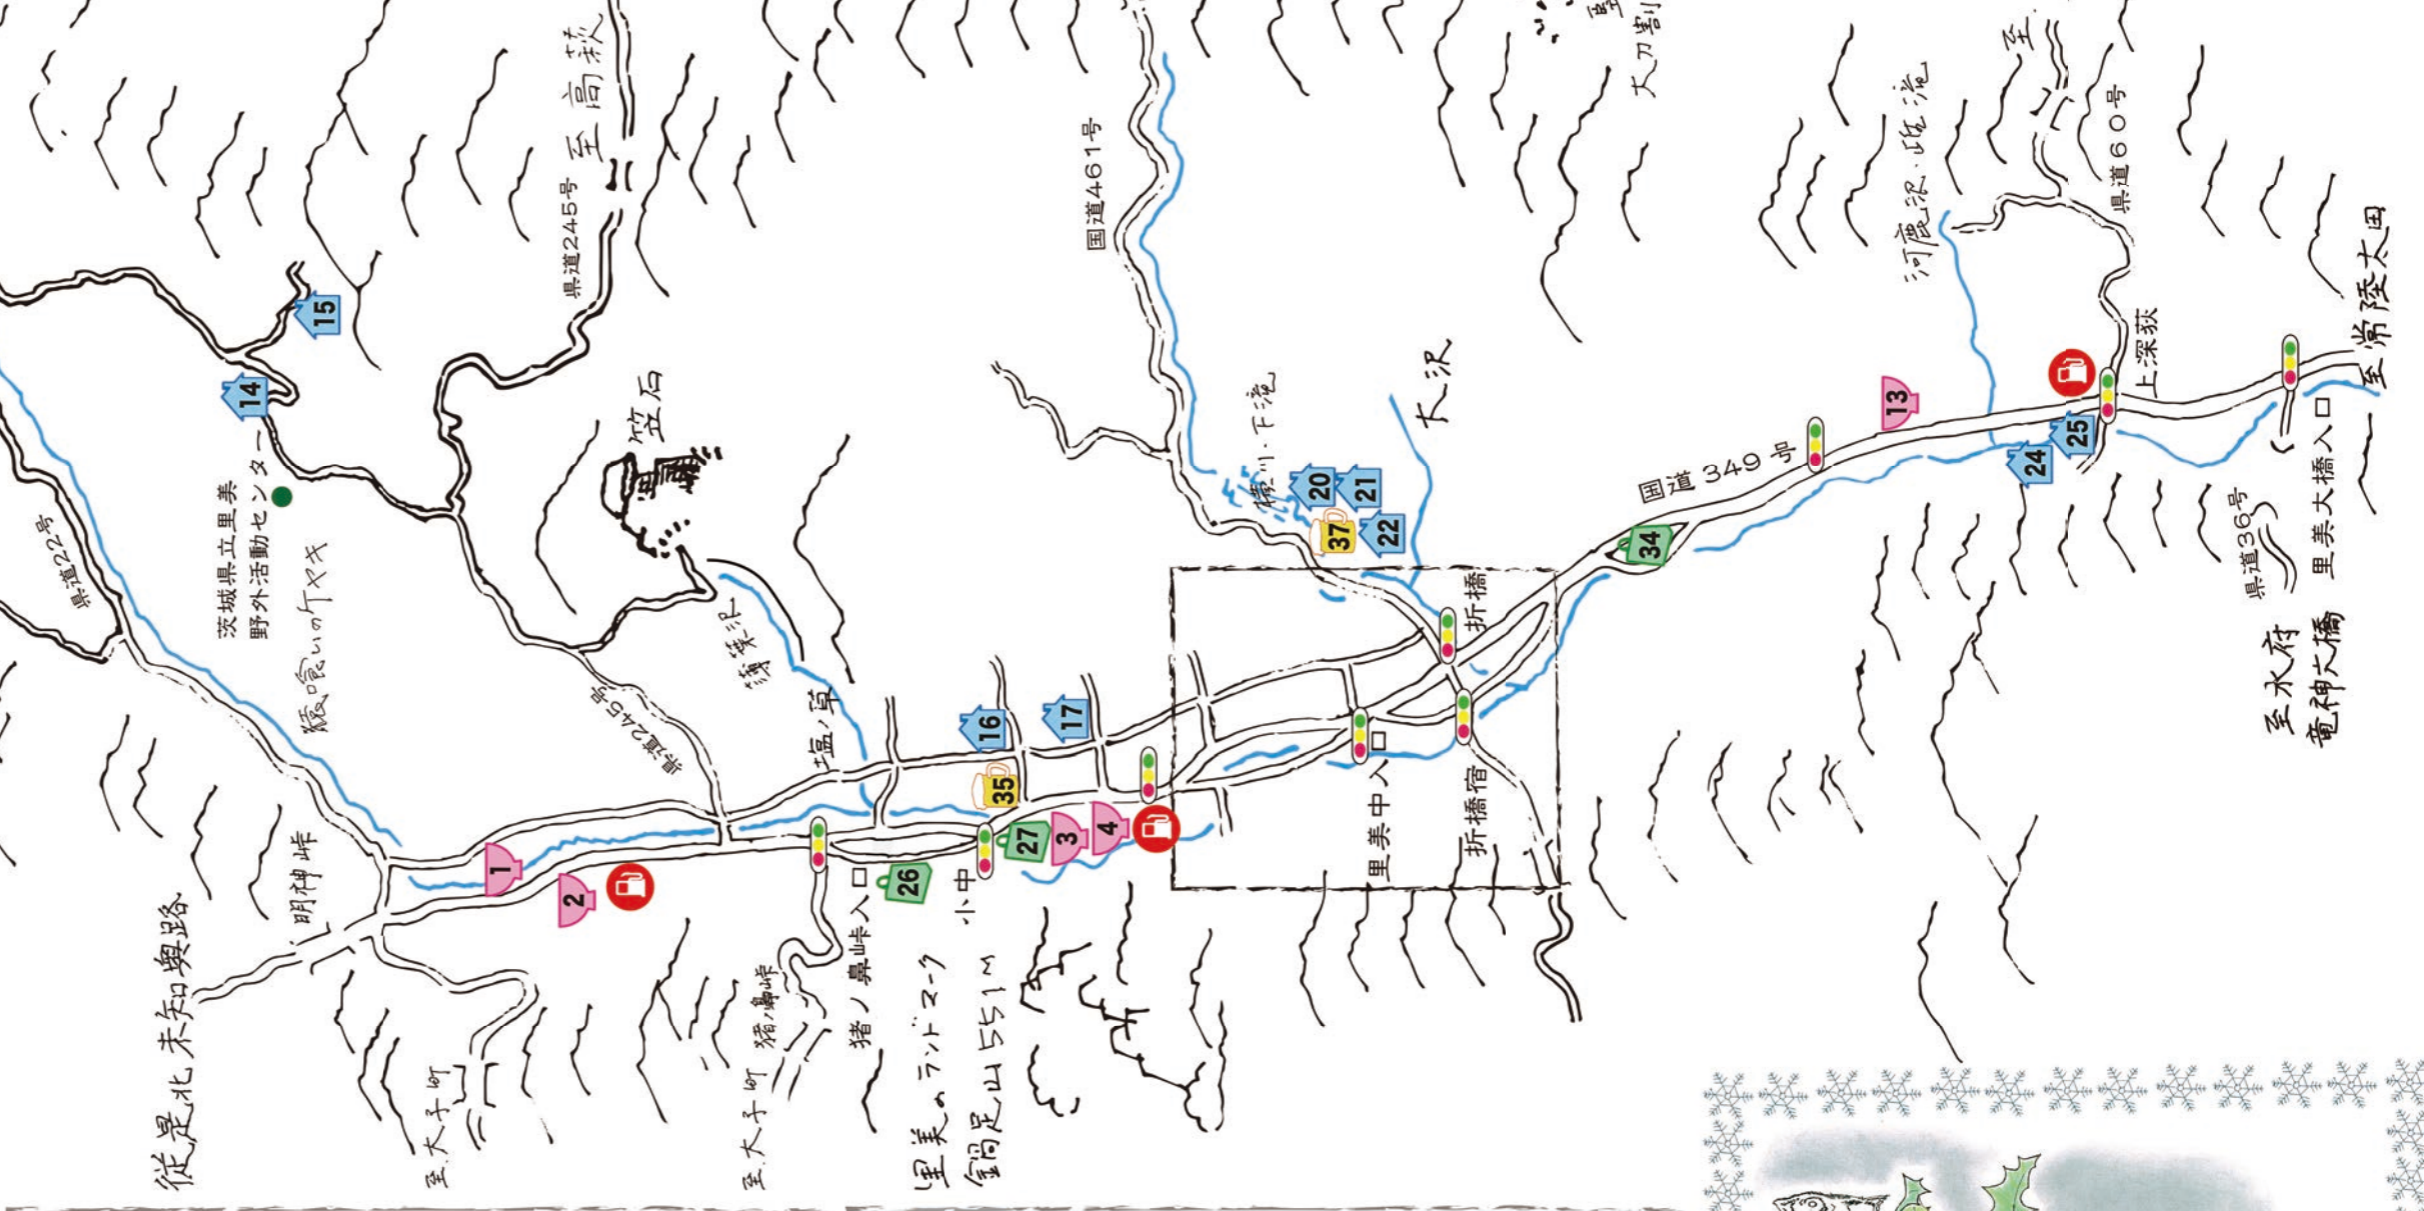 従是北 未知奥路
明神峠
県道22号
茨城県立里美
野外活動センター
猿喰いのケヤキ
14
15
県道245号
至高萩
笠石
薄葉沢
県道245号
塩ノ草
1
2
至.大子町
至.大子町
猪ノ鼻峠
猪ノ鼻峠入口
26
小中
27
3
4
35
16
17
里美のランドマーク
鍋足山551M
国道461号
横川・下滝
20
21
22
37
大沢
折橋
里美中入口
折橋宿
34
国道349号
太刀割
13
河鹿沢・
至
県道60号
24
25
上深荻
至常陸太田
里美大橋入口
県道36号
至水府
竜神大橋